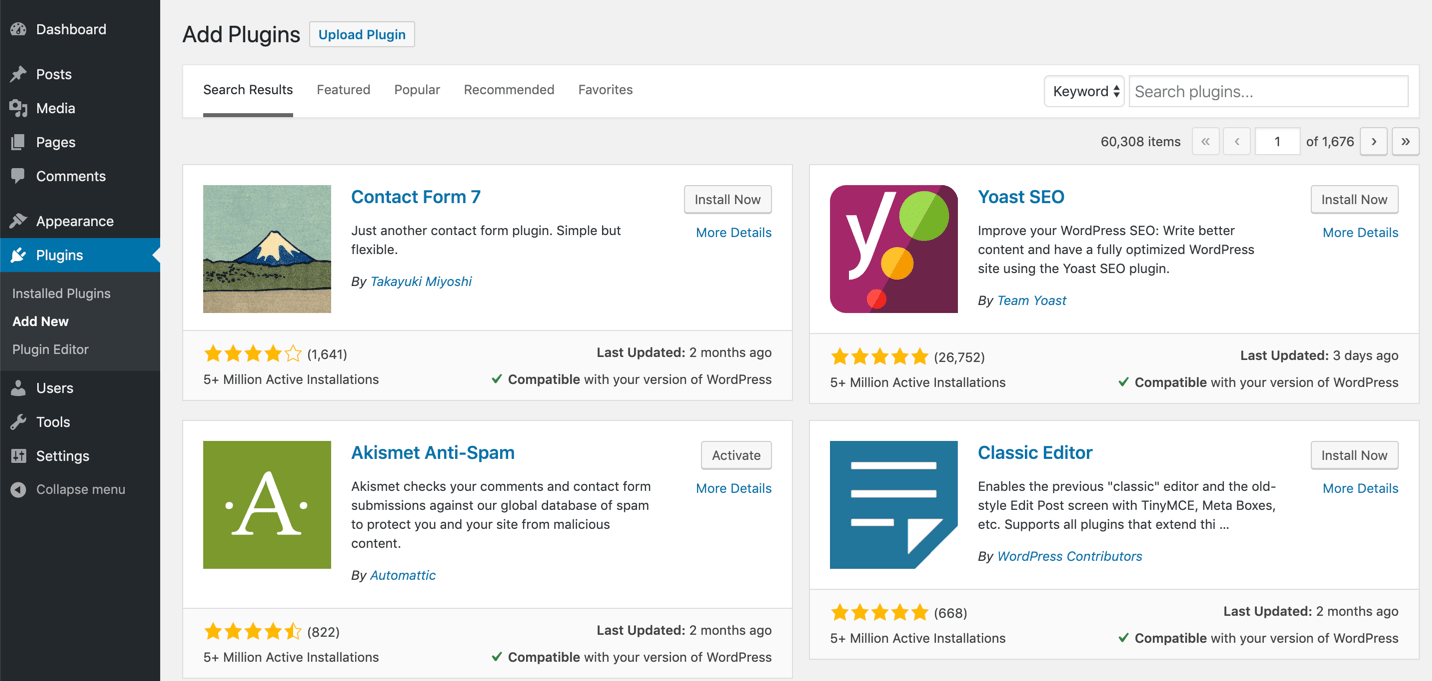 Dashboard
Posts
Media
Pages
Comments
Appearance
Plugins
Installed Plugins
Add New
Plugin Editor
Users
Tools
Settings
Collapse menu
Add Plugins
Upload Plugin
Search Results Featured Popular Recommended Favorites
Keyword Search plugins...
60,308 items « ‹ 1 of 1,676 › »
Contact Form 7
Install Now
More Details
Just another contact form plugin. Simple but
flexible.
By Takayuki Miyoshi
(1,641)
5+ Million Active Installations
Last Updated: 2 months ago
✓ Compatible with your version of WordPress
y
Yoast SEO
Install Now
More Details
Improve your WordPress SEO: Write better
content and have a fully optimized WordPress
site using the Yoast SEO plugin.
By Team Yoast
(26,752)
5+ Million Active Installations
Last Updated: 3 days ago
✓ Compatible with your version of WordPress
·A·
Akismet Anti-Spam
Activate
More Details
Akismet checks your comments and contact form
submissions against our global database of spam
to protect you and your site from malicious
content.
By Automattic
(822)
5+ Million Active Installations
Last Updated: 2 months ago
✓ Compatible with your version of WordPress
Classic Editor
Install Now
More Details
Enables the previous "classic" editor and the old-
style Edit Post screen with TinyMCE, Meta Boxes,
etc. Supports all plugins that extend thi ...
By WordPress Contributors
(668)
5+ Million Active Installations
Last Updated: 2 months ago
✓ Compatible with your version of WordPress